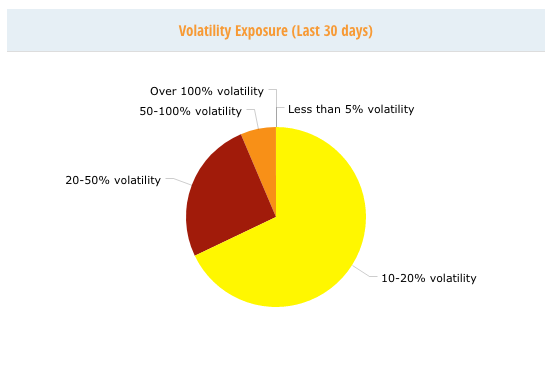 Volatility Exposure (Last 30 days)
Over 100% volatility
Less than 5% volatility
50-100% volatility
20-50% volatility
10-20% volatility